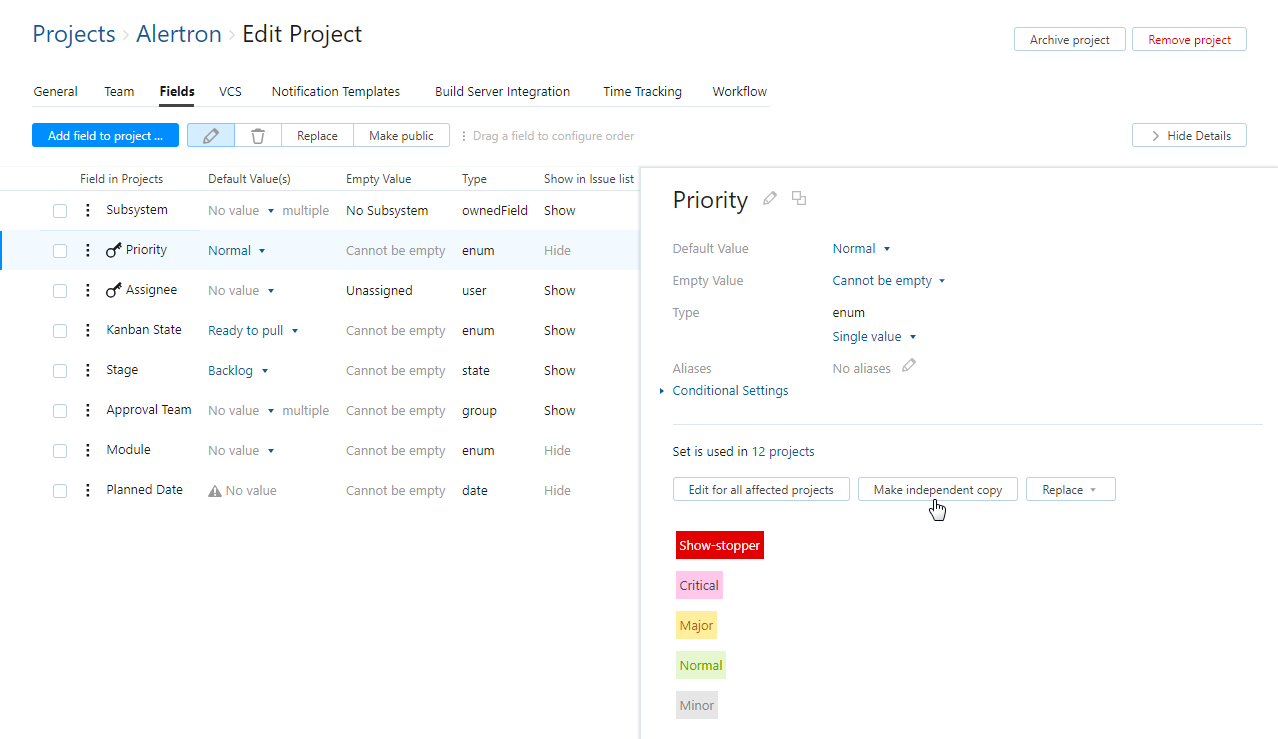 Projects › Alertron › Edit Project
Archive project
Remove project
General Team Fields VCS Notification Templates Build Server Integration Time Tracking Workflow
Add field to project ...
Replace
Make public
Drag a field to configure order
Hide Details
Field in Projects Default Value(s) Empty Value Type Show in Issue list
Subsystem No value multiple No Subsystem ownedField Show
Priority Normal Cannot be empty enum Hide
Assignee No value Unassigned user Show
Kanban State Ready to pull Cannot be empty enum Show
Stage Backlog Cannot be empty state Show
Approval Team No value multiple Cannot be empty group Show
Module No value Cannot be empty enum Hide
Planned Date No value Cannot be empty date Hide
Priority
Default Value Normal
Empty Value Cannot be empty
Type enum
Single value
Aliases No aliases
Conditional Settings
Set is used in 12 projects
Edit for all affected projects
Make independent copy
Replace
Show-stopper
Critical
Major
Normal
Minor